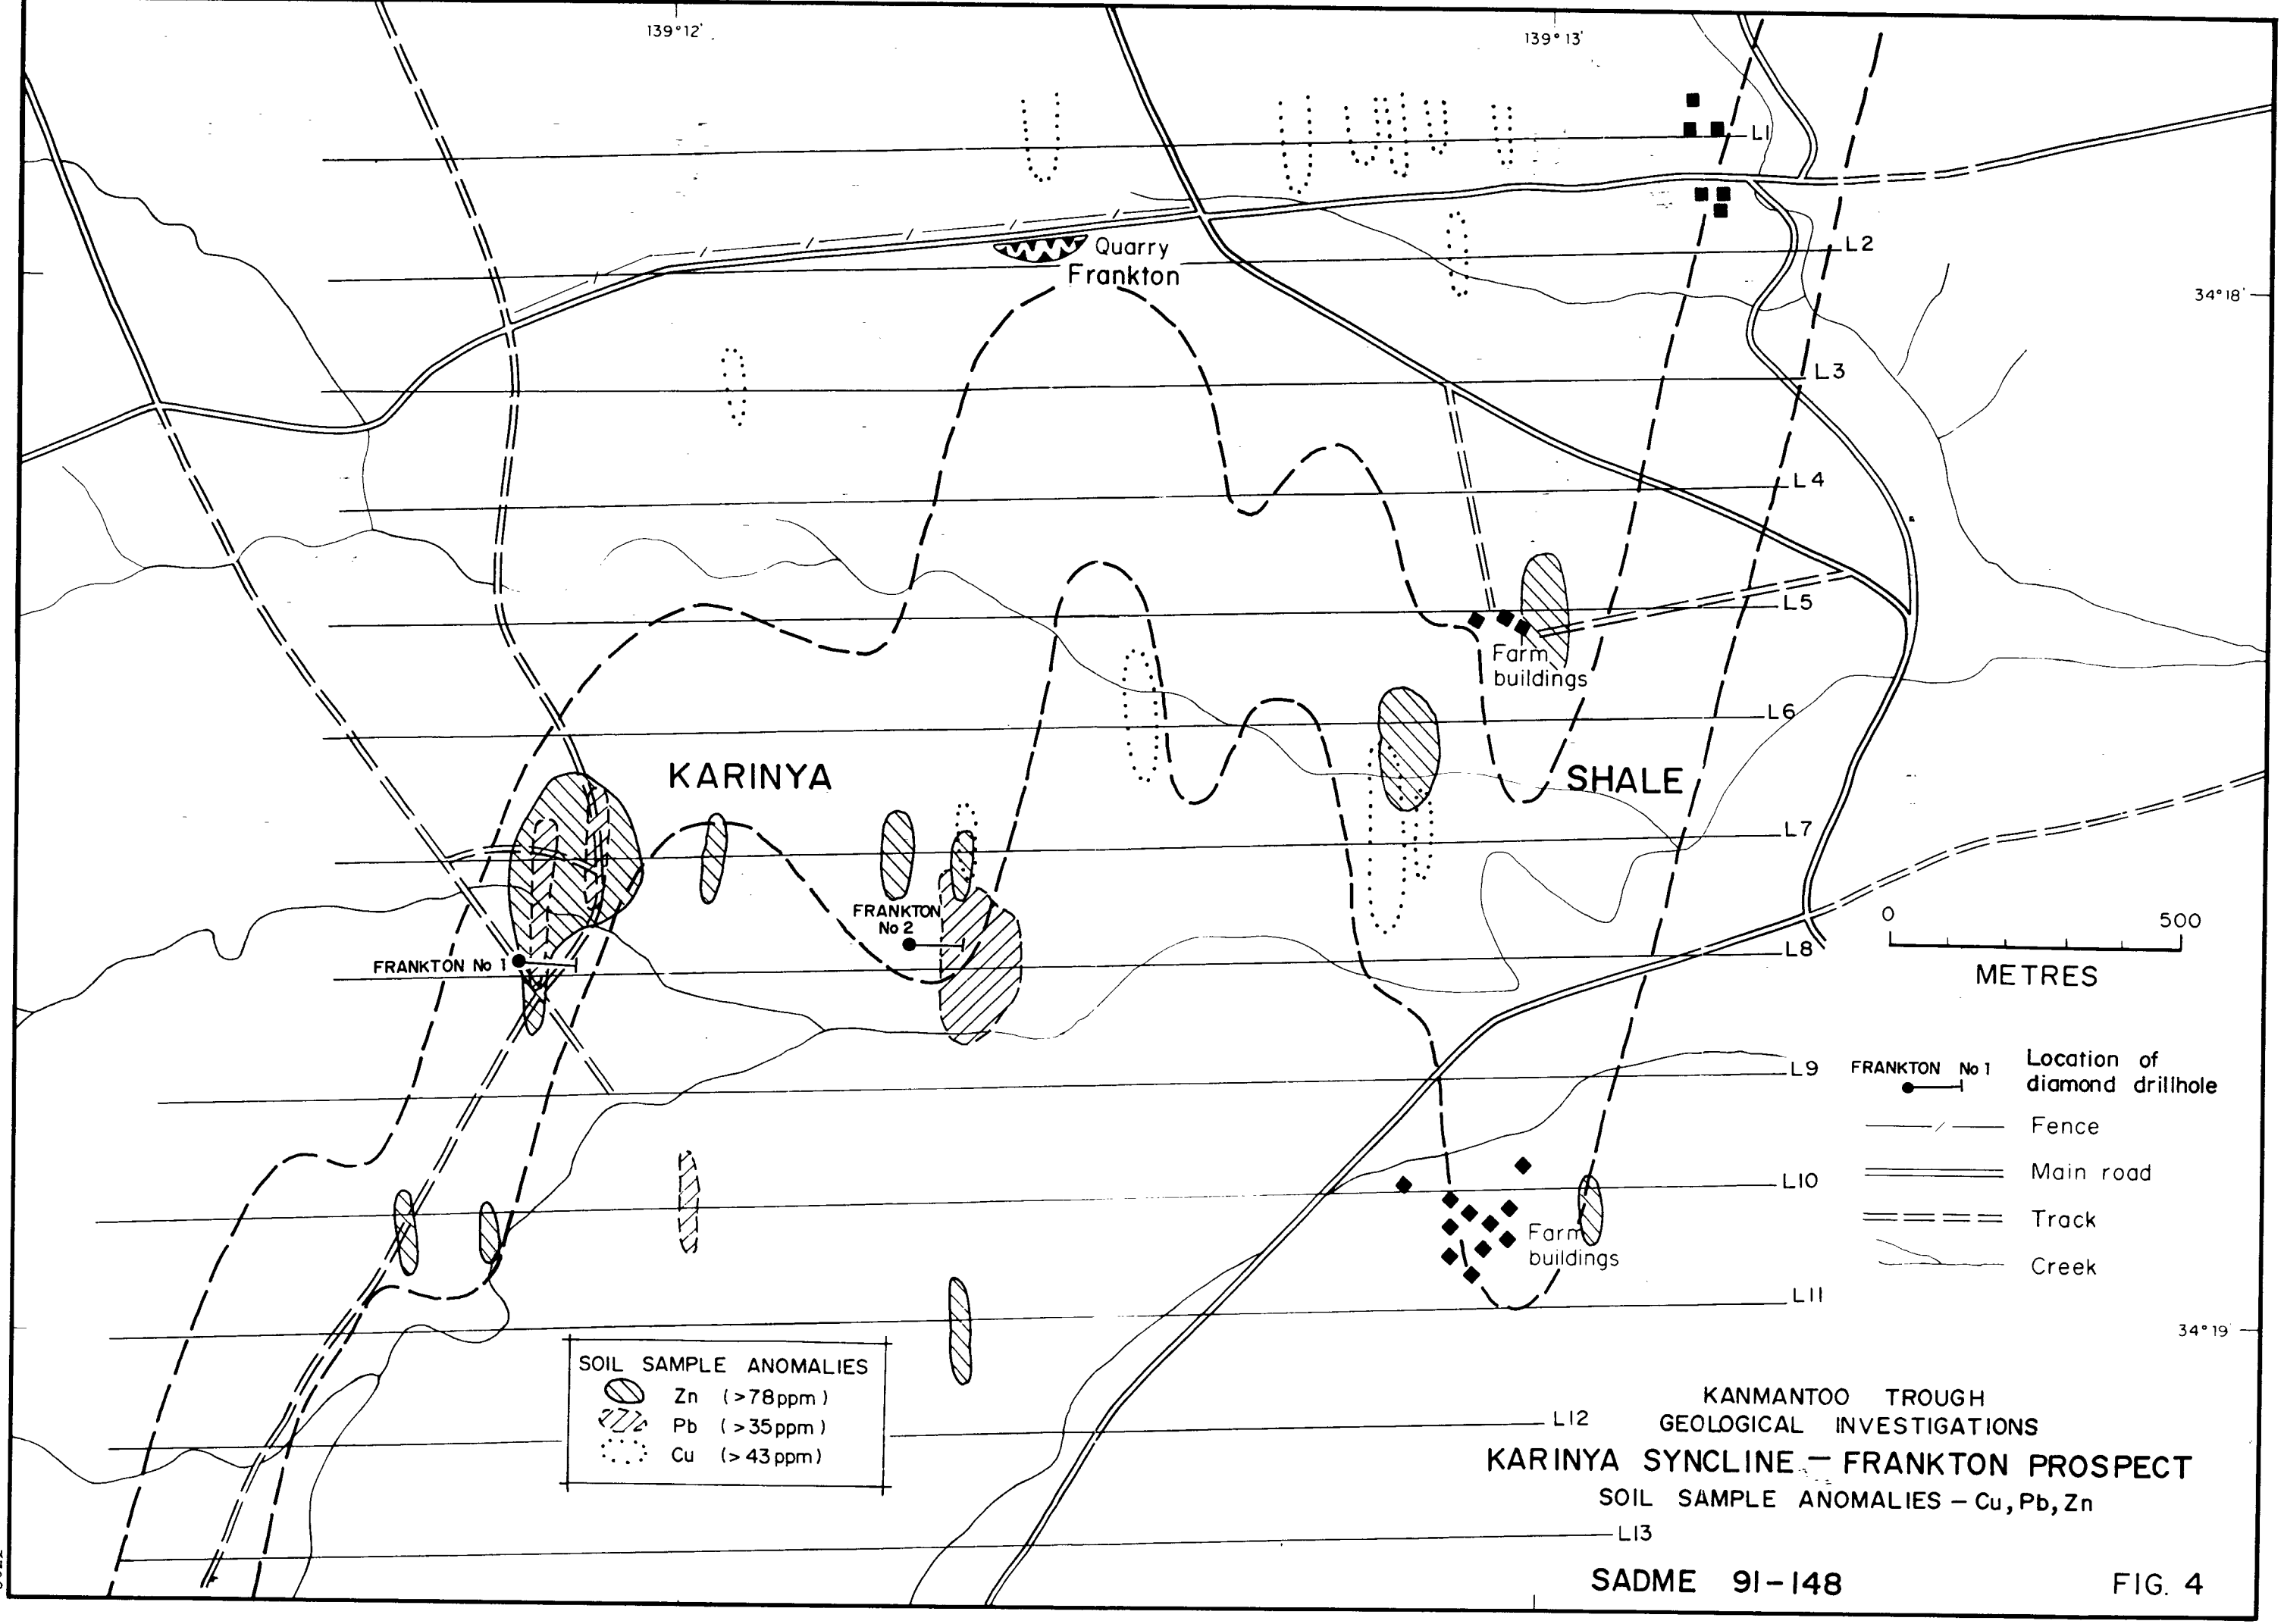 139°12'
139°13'
L1
L2
Quarry
Frankton
34°18'
L3
L4
L5
Farm
buildings
L6
KARINYA SHALE
L7
FRANKTON
No 2
0 500
METRES
FRANKTON No 1
L8
FRANKTON No 1 Location of
diamond drillhole
L9
Fence
Main road
L10
Track
Farm
buildings
Creek
L11
34°19'
SOIL SAMPLE ANOMALIES
Zn (>78ppm)
Pb (>35ppm)
Cu (>43ppm)
L12
KANMANTOO TROUGH
GEOLOGICAL INVESTIGATIONS
KARINYA SYNCLINE – FRANKTON PROSPECT
SOIL SAMPLE ANOMALIES – Cu, Pb, Zn
L13
SADME 91-148
FIG. 4